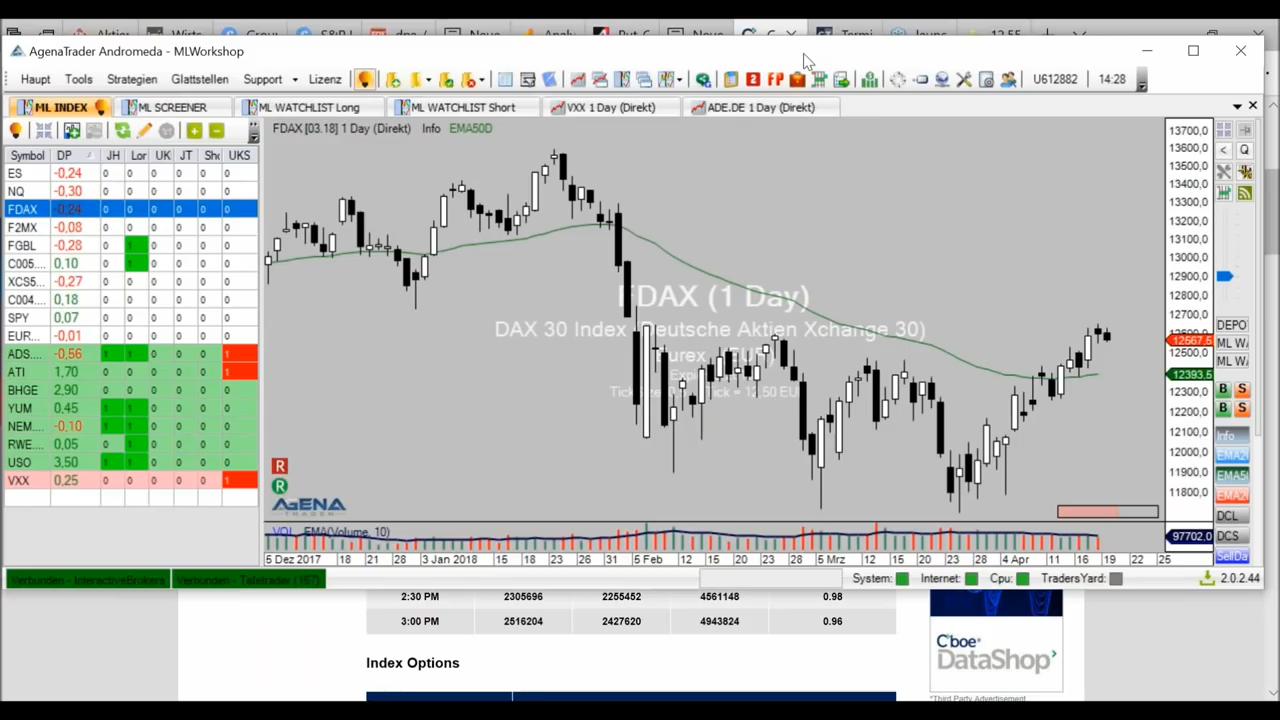 AgenaTrader Andromeda - MLWorkshop
Haupt Tools Strategien Glattstellen Support Lizenz U612882 14:28
ML INDEX ML SCREENER ML WATCHLIST Long ML WATCHLIST Short VXX 1 Day (Direkt) ADE.DE 1 Day (Direkt)
FDAX [03.18] 1 Day (Direkt) Info EMA50D
Symbol DP JH Lor UK JT Sho UKS
ES -0,24 0 0 0 0 0 0
NQ -0,30 0 0 0 0 0 0
FDAX -0,24 0 0 0 0 0 0
F2MX -0,08 0 0 0 0 0 0
FGBL -0,28 0 1 0 0 0 0
C005.... 0,10 0 1 0 0 0 0
XCS5... -0,27 0 0 0 0 0 0
C004.... 0,18 0 0 0 0 0 0
SPY 0,07 0 0 0 0 0 0
EUR... -0,01 0 0 0 0 0 0
ADS.... -0,56 1 1 0 0 0 1
ATI 1,70 0 0 0 0 0 1
BHGE 2,90 0 0 0 0 0 0
YUM 0,45 1 1 0 0 0 0
NEM... -0,10 1 1 0 0 0 0
RWE.... 0,05 0 1 0 0 0 0
USO 3,50 1 1 0 0 0 0
VXX 0,25 0 0 0 0 0 1
FDAX (1 Day)
DAX 30 Index (Deutsche Aktien Xchange 30)
Eurex
13700,0
13600,0
13500,0
13400,0
13300,0
13200,0
13100,0
13000,0
12900,0
12800,0
12700,0
12567,5
12500,0
12393,5
12300,0
12200,0
12100,0
12000,0
11900,0
11800,0
97702,0
DEPO
B S
B S
Info
DCL
DCS
R
R
AGENA
TRADER
VOL EMA(Volume, 10)
5 Dez 2017 18 21 28 3 Jan 2018 16 19 24 31 5 Feb 15 20 23 28 5 Mrz 12 15 20 23 28 4 Apr 11 16 19 22 25
Verbunden - InteractiveBrokers
System: Internet: Cpu: TradersYard: 2.0.2.44
2:30 PM 2305696 2255452 4561148 0.98
3:00 PM 2516204 2427620 4943824 0.96
Index Options
Cboe
DataShop
*Third Party Advertisement